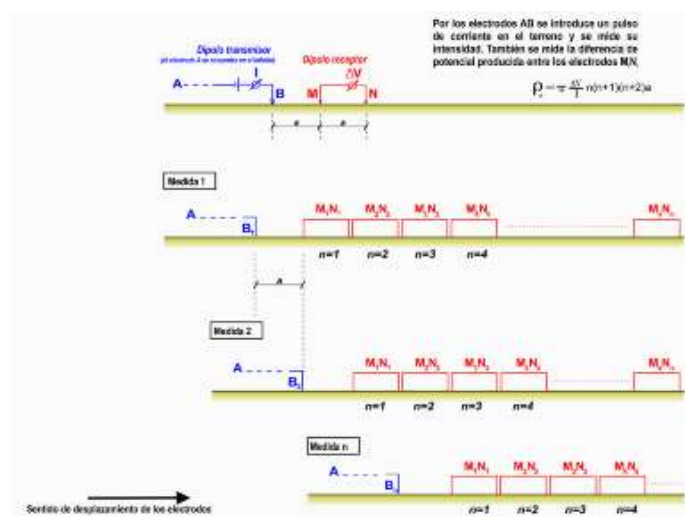 Por los electrodos AB se introduce un pulso
de corriente en el terreno y se mide su
intensidad. También se mide la diferencia de
potencial producida entre los electrodos MN.
Dipolo transmisor
Dipolo receptor
A I B M ΔV N
a a
Medida 1
A B₁ M₁N₁ M₂N₂ M₃N₃ M₄N₄ MₙNₙ
n=1 n=2 n=3 n=4
a
Medida 2
A B₂ M₁N₁ M₂N₂ M₃N₃ M₄N₄ MₙNₙ
n=1 n=2 n=3 n=4
Medida n
A Bₙ M₁N₁ M₂N₂ M₃N₃ M₄N₄
n=1 n=2 n=3 n=4
Sentido de desplazamiento de los electrodos